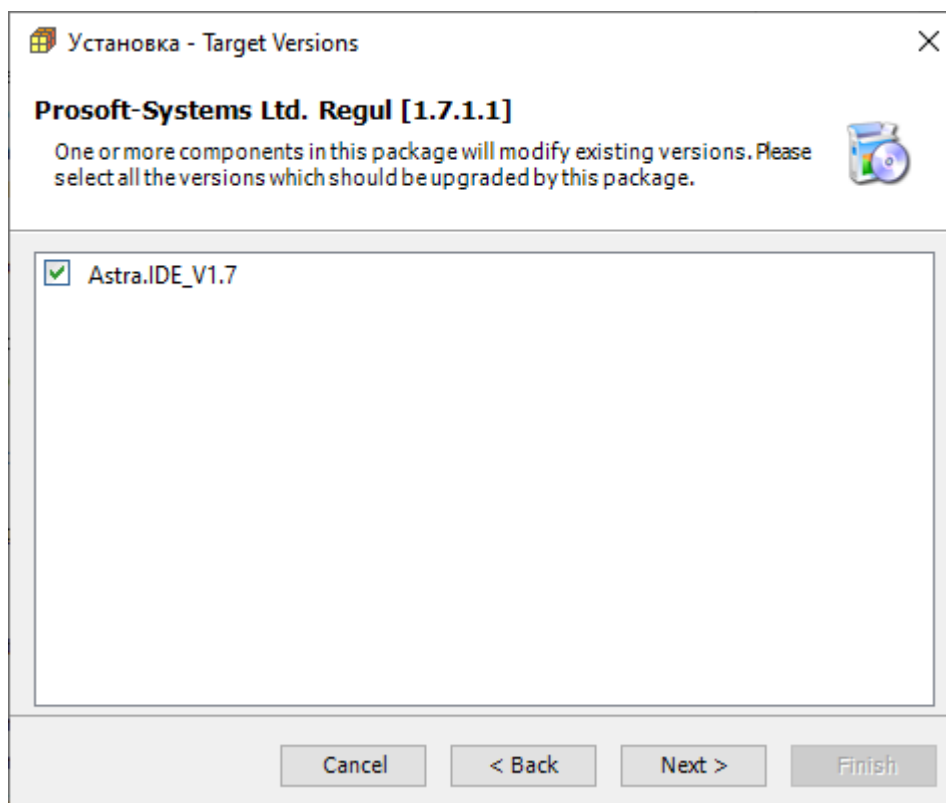 Установка - Target Versions
Prosoft-Systems Ltd. Regul [1.7.1.1]
One or more components in this package will modify existing versions. Please
select all the versions which should be upgraded by this package.
Astra.IDE_V1.7
Cancel
< Back
Next >
Finish